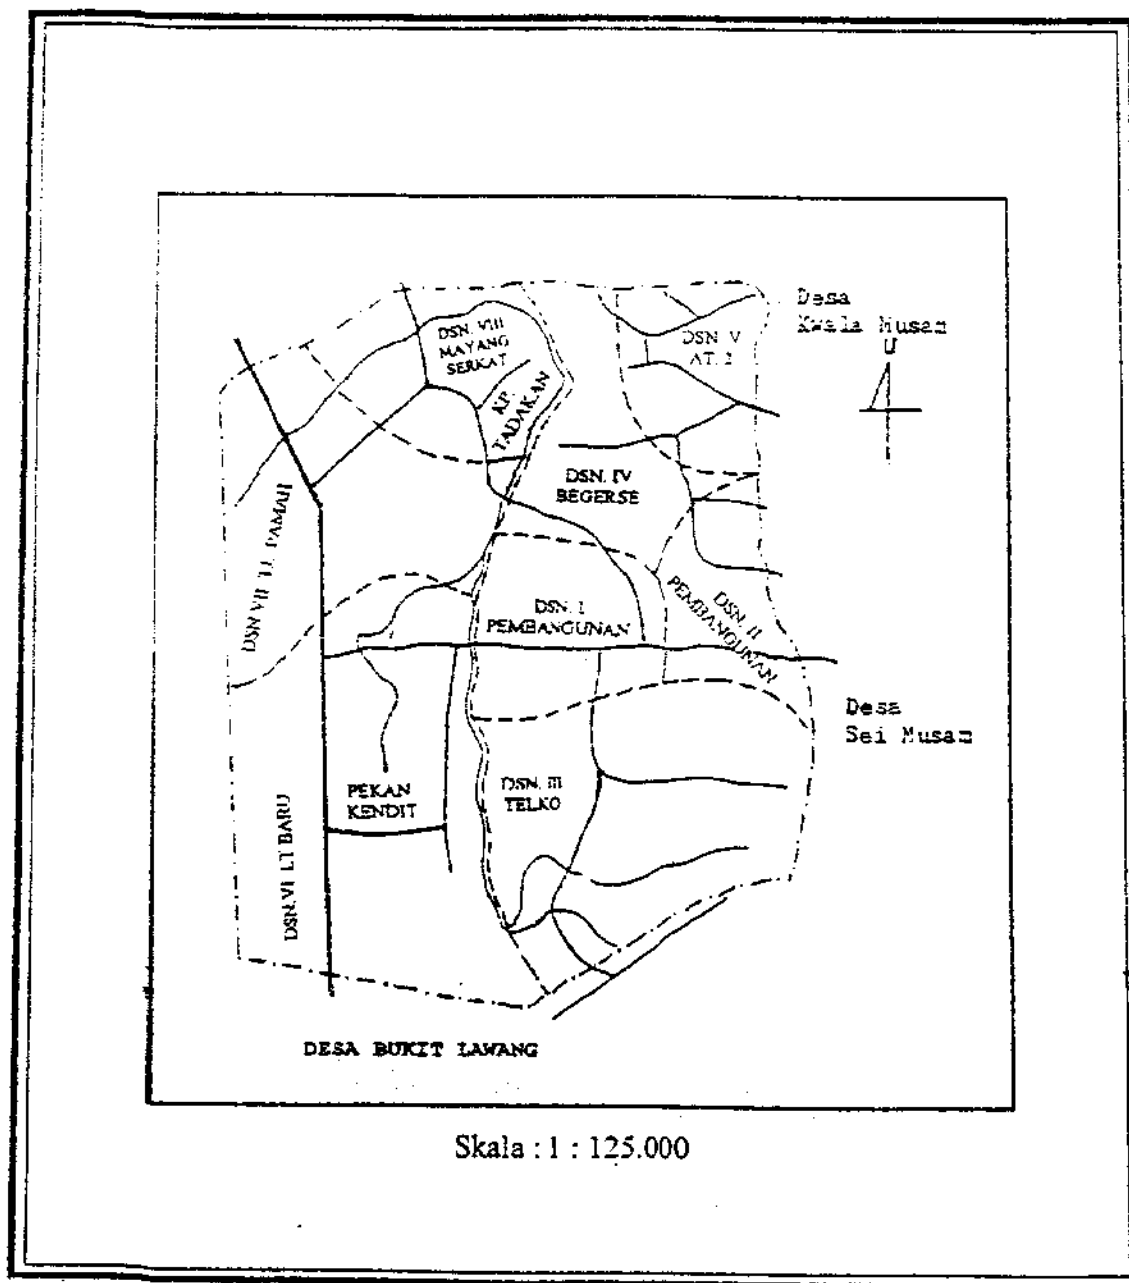 Desa
Kwala Musam
U
DSN. VIII
MAYANG
SERKAT
DSN. V
AT. 2
KP.
TADAKAN
DSN. IV
BEGERSE
DSN VII TL. PAMAH
DSN. I
PEMBANGUNAN
DSN. II
PEMBANGUNAN
Desa
Sei Musam
PEKAN
KENDIT
DSN. III
TELKO
DSN. VI LT BARU
DESA BUKIT LAWANG
Skala : 1 : 125.000